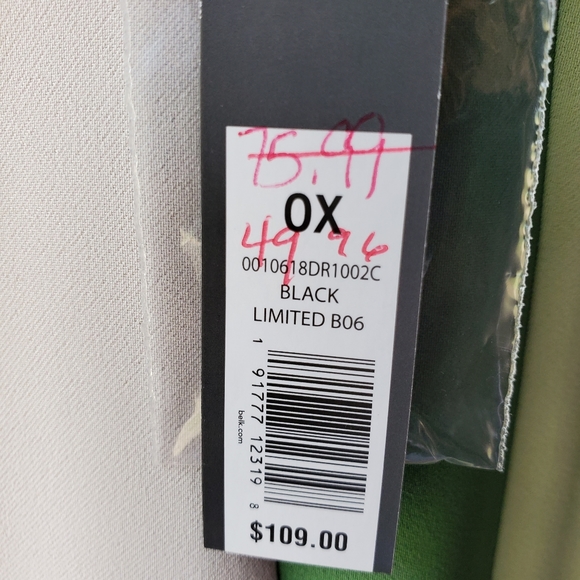 75.99
0X
49 96
0010618DR1002C
BLACK
LIMITED B06
1 91777 12319 8
belk.com
$109.00